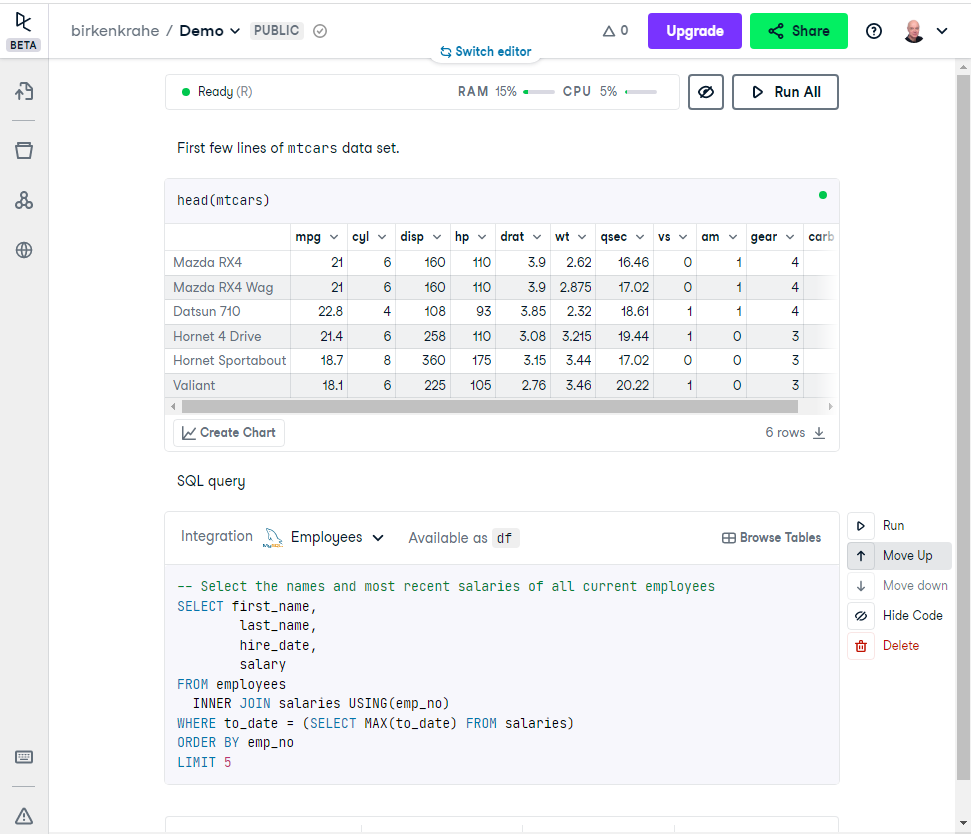 BETA
birkenkrahe / Demo PUBLIC
0
Upgrade
Share
Switch editor
Ready (R) RAM 15% CPU 5%
Run All
First few lines of mtcars data set.
head(mtcars)
mpg cyl disp hp drat wt qsec vs am gear carb
Mazda RX4 21 6 160 110 3.9 2.62 16.46 0 1 4
Mazda RX4 Wag 21 6 160 110 3.9 2.875 17.02 0 1 4
Datsun 710 22.8 4 108 93 3.85 2.32 18.61 1 1 4
Hornet 4 Drive 21.4 6 258 110 3.08 3.215 19.44 1 0 3
Hornet Sportabout 18.7 8 360 175 3.15 3.44 17.02 0 0 3
Valiant 18.1 6 225 105 2.76 3.46 20.22 1 0 3
Create Chart
6 rows
SQL query
Integration MySQL Employees Available as df Browse Tables
-- Select the names and most recent salaries of all current employees
SELECT first_name,
last_name,
hire_date,
salary
FROM employees
INNER JOIN salaries USING(emp_no)
WHERE to_date = (SELECT MAX(to_date) FROM salaries)
ORDER BY emp_no
LIMIT 5
Run
Move Up
Move down
Hide Code
Delete